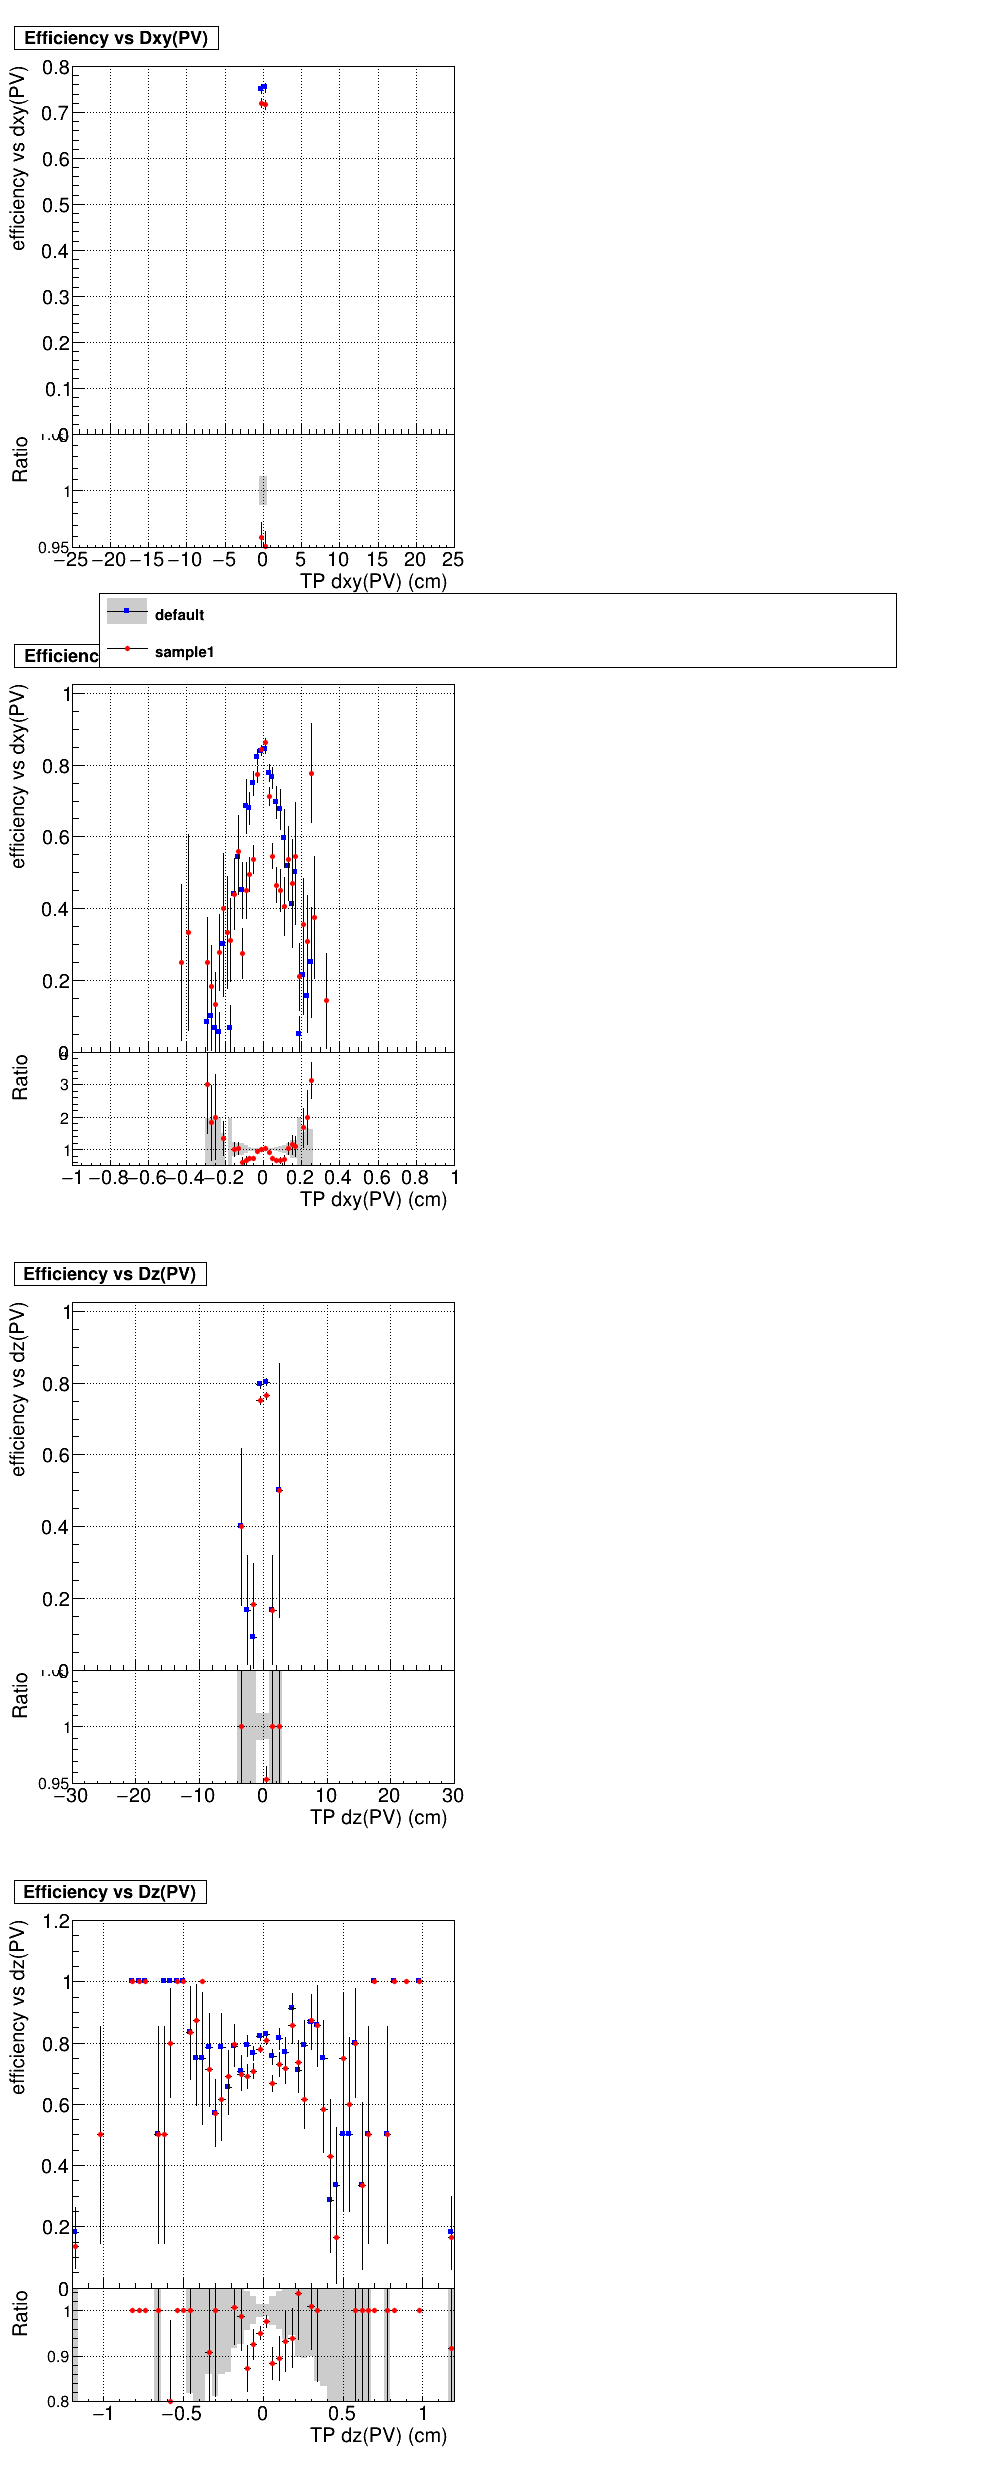 Efficiency vs Dxy(PV)
efficiency vs dxy(PV)
0.8
0.7
0.6
0.5
0.4
0.3
0.2
0.1
0
Ratio
1
0.95
−25 −20 −15 −10 −5 0 5 10 15 20 25
TP dxy(PV) (cm)
default
sample1
Efficienc
efficiency vs dxy(PV)
1
0.8
0.6
0.4
0.2
0
Ratio
3
2
1
−1 −0.8 −0.6 −0.4 −0.2 0 0.2 0.4 0.6 0.8 1
TP dxy(PV) (cm)
Efficiency vs Dz(PV)
efficiency vs dz(PV)
1
0.8
0.6
0.4
0.2
0
Ratio
1
0.95
−30 −20 −10 0 10 20 30
TP dz(PV) (cm)
Efficiency vs Dz(PV)
efficiency vs dz(PV)
1.2
1
0.8
0.6
0.4
0.2
0
Ratio
1
0.9
0.8
−1 −0.5 0 0.5 1
TP dz(PV) (cm)